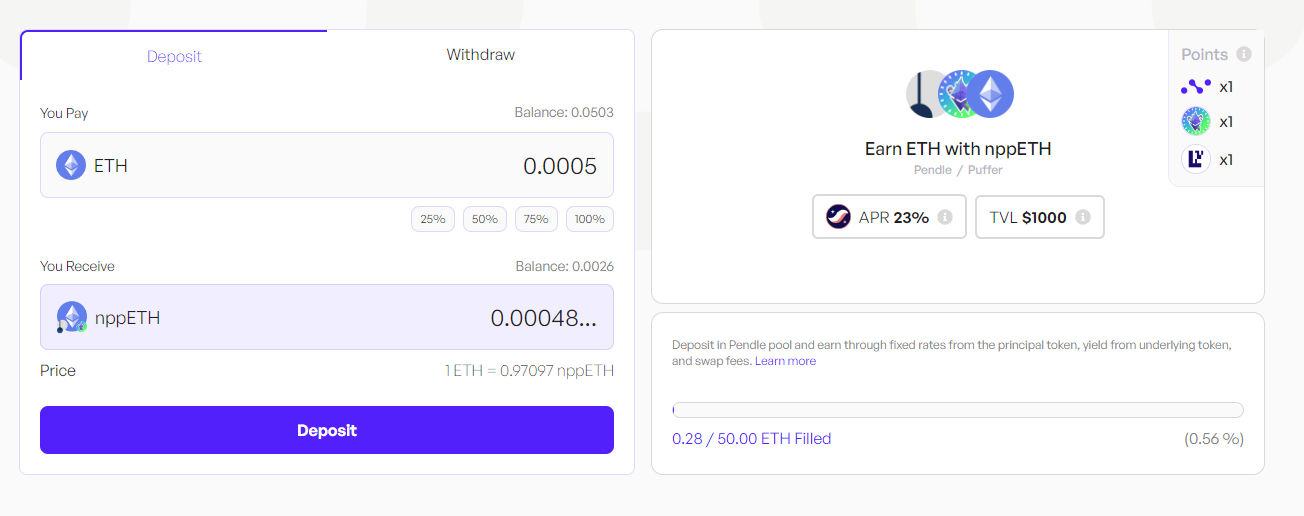 Deposit
Withdraw
You Pay
Balance: 0.0503
ETH
0.0005
25%
50%
75%
100%
You Receive
Balance: 0.0026
nppETH
0.00048...
Price
1 ETH = 0.97097 nppETH
Deposit
Points
x1
x1
x1
Earn ETH with nppETH
Pendle / Puffer
APR 23%
TVL $1000
Deposit in Pendle pool and earn through fixed rates from the principal token, yield from underlying token,
and swap fees. Learn more
0.28 / 50.00 ETH Filled
(0.56 %)